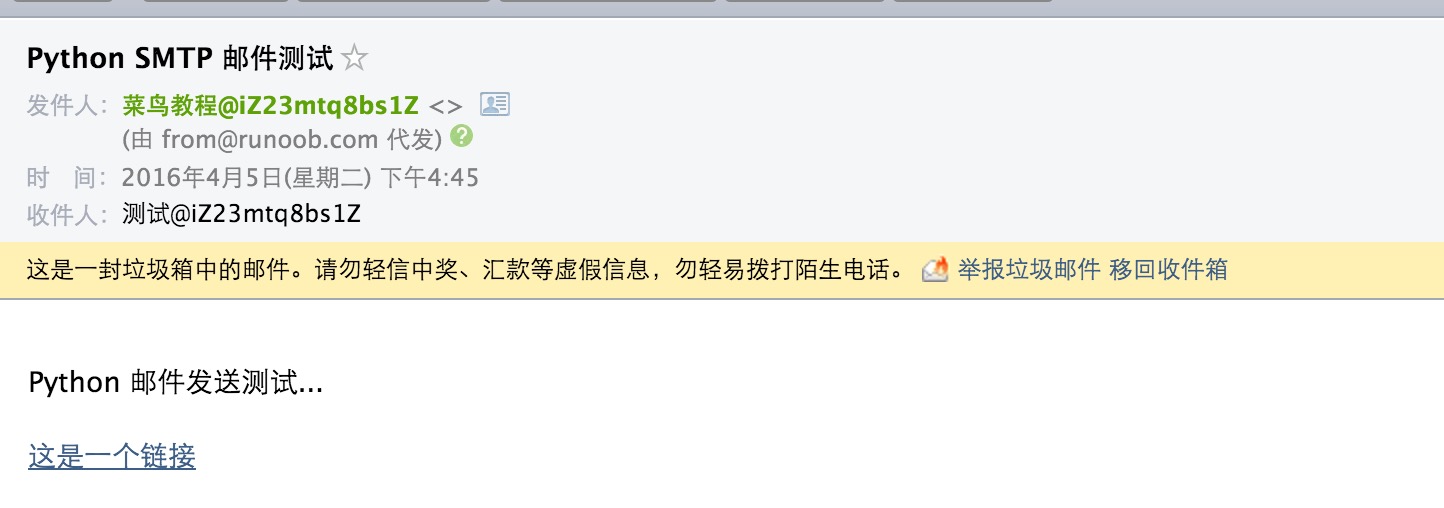 Python SMTP 邮件测试
发件人：菜鸟教程@iZ23mtq8bs1Z <>
(由 from@runoob.com 代发)
时 间：2016年4月5日(星期二) 下午4:45
收件人：测试@iZ23mtq8bs1Z
这是一封垃圾箱中的邮件。请勿轻信中奖、汇款等虚假信息，勿轻易拨打陌生电话。 举报垃圾邮件 移回收件箱
Python 邮件发送测试...
这是一个链接